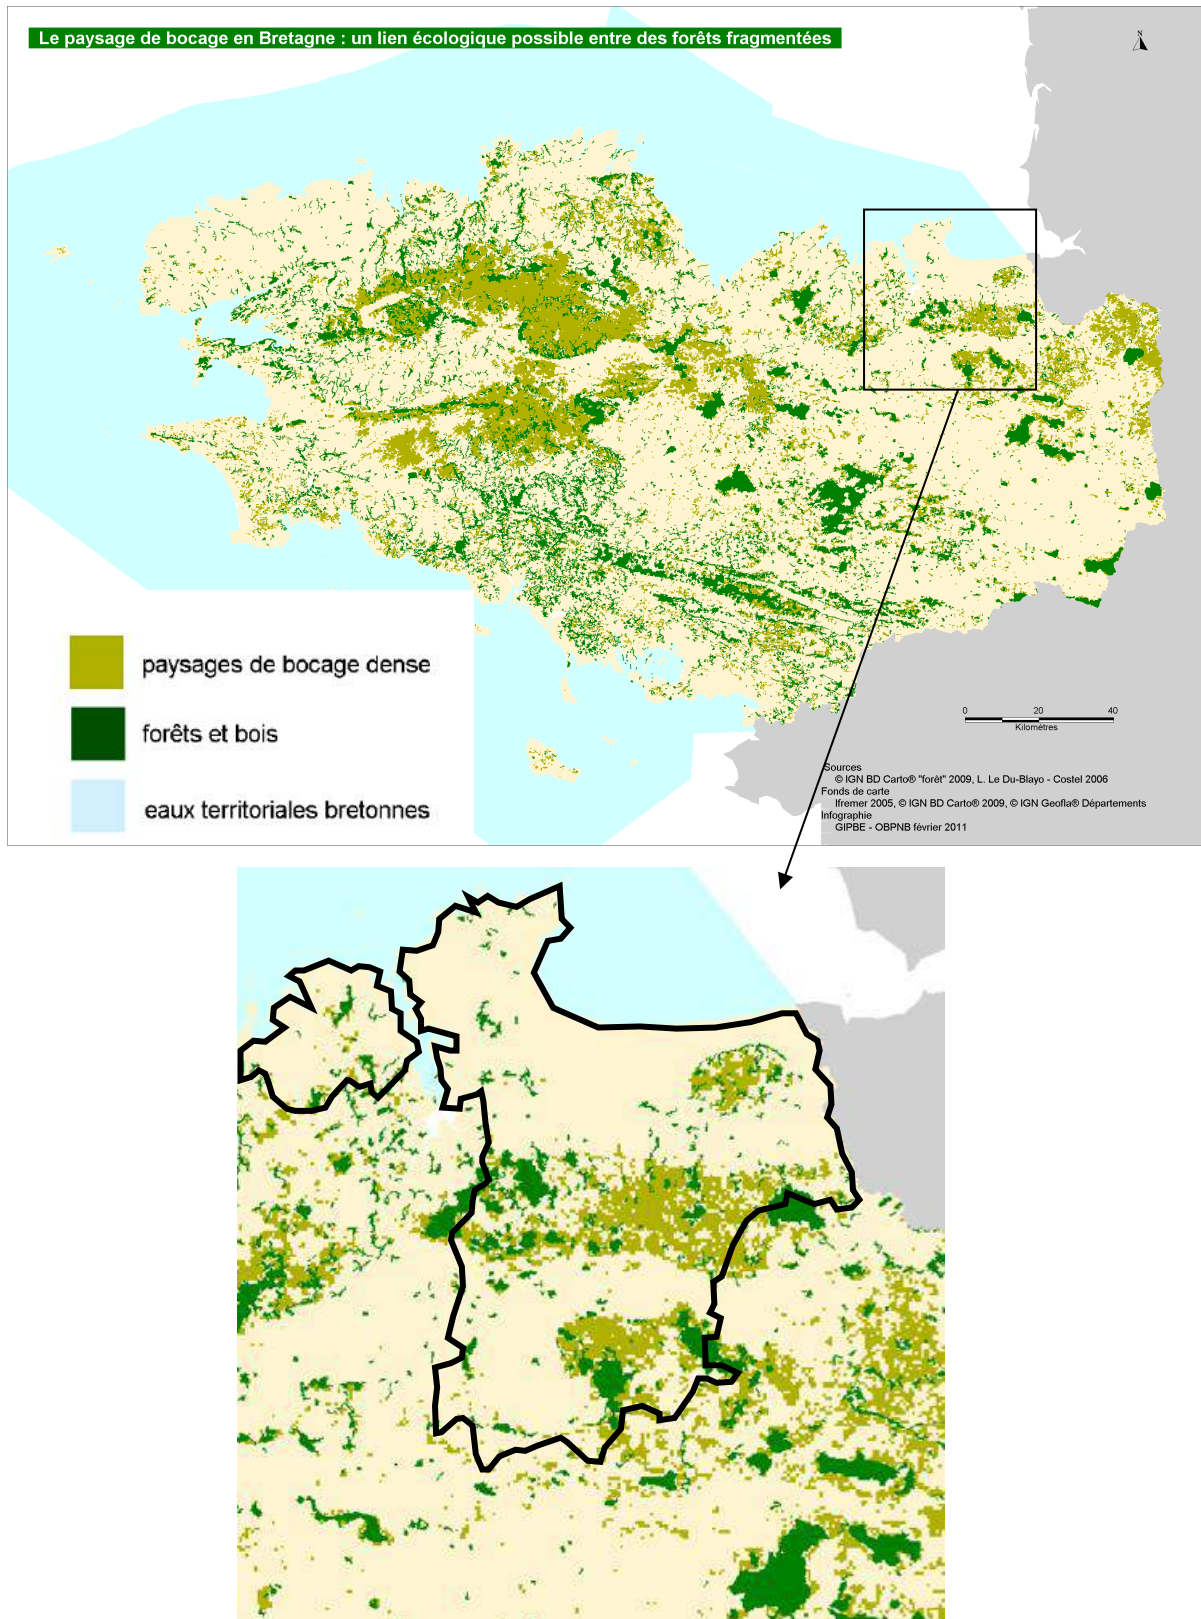 Le paysage de bocage en Bretagne : un lien écologique possible entre des forêts fragmentées
N
paysages de bocage dense
forêts et bois
eaux territoriales bretonnes
0 20 40
Kilomètres
Sources
© IGN BD Carto® "forêt" 2009, L. Le Du-Blayo - Costel 2006
Fonds de carte
Ifremer 2005, © IGN BD Carto® 2009, © IGN Geofla® Départements
Infographie
GIPBE - OBPNB février 2011